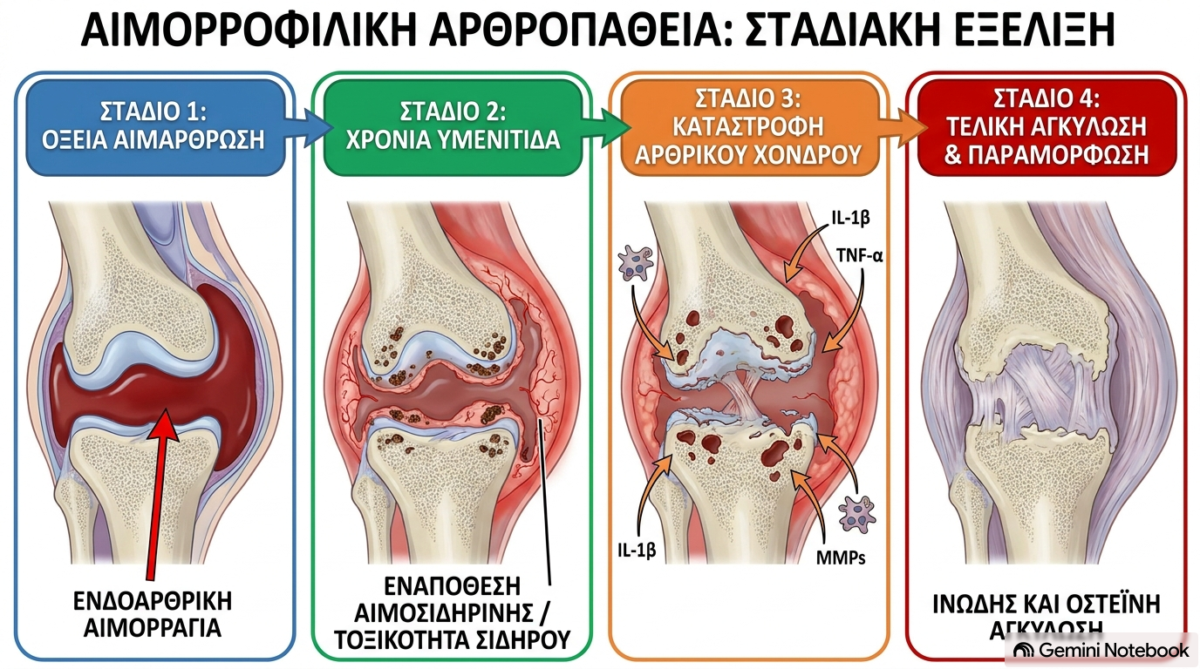 ΑΙΜΟΡΡΟΦΙΛΙΚΗ ΑΡΘΡΟΠΑΘΕΙΑ: ΣΤΑΔΙΑΚΗ ΕΞΕΛΙΞΗ
ΣΤΑΔΙΟ 1:
ΟΞΕΙΑ ΑΙΜΑΡΘΡΩΣΗ
ΕΝΔΟΑΡΘΡΙΚΗ
ΑΙΜΟΡΡΑΓΙΑ
ΣΤΑΔΙΟ 2:
ΧΡΟΝΙΑ ΥΜΕΝΙΤΙΔΑ
ΕΝΑΠΟΘΕΣΗ
ΑΙΜΟΣΙΔΗΡΙΝΗΣ /
ΤΟΞΙΚΟΤΗΤΑ ΣΙΔΗΡΟΥ
ΣΤΑΔΙΟ 3:
ΚΑΤΑΣΤΡΟΦΗ
ΑΡΘΡΙΚΟΥ ΧΟΝΔΡΟΥ
IL-1β
TNF-α
IL-1β
MMPs
ΣΤΑΔΙΟ 4:
ΤΕΛΙΚΗ ΑΓΚΥΛΩΣΗ
& ΠΑΡΑΜΟΡΦΩΣΗ
ΙΝΩΔΗΣ ΚΑΙ ΟΣΤΕΪΝΗ
ΑΓΚΥΛΩΣΗ
Gemini Notebook